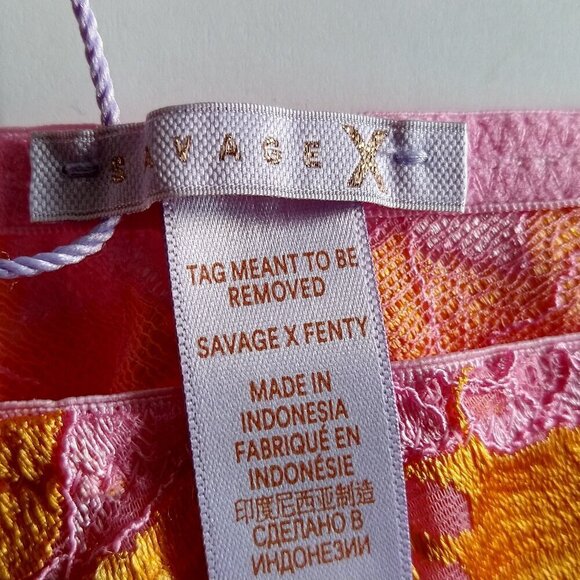 SAVAGE X
TAG MEANT TO BE
REMOVED
SAVAGE X FENTY
MADE IN
INDONESIA
FABRIQUÉ EN
INDONÉSIE
印度尼西亚制造
СДЕЛАНО В
ИНДОНЕЗИИ